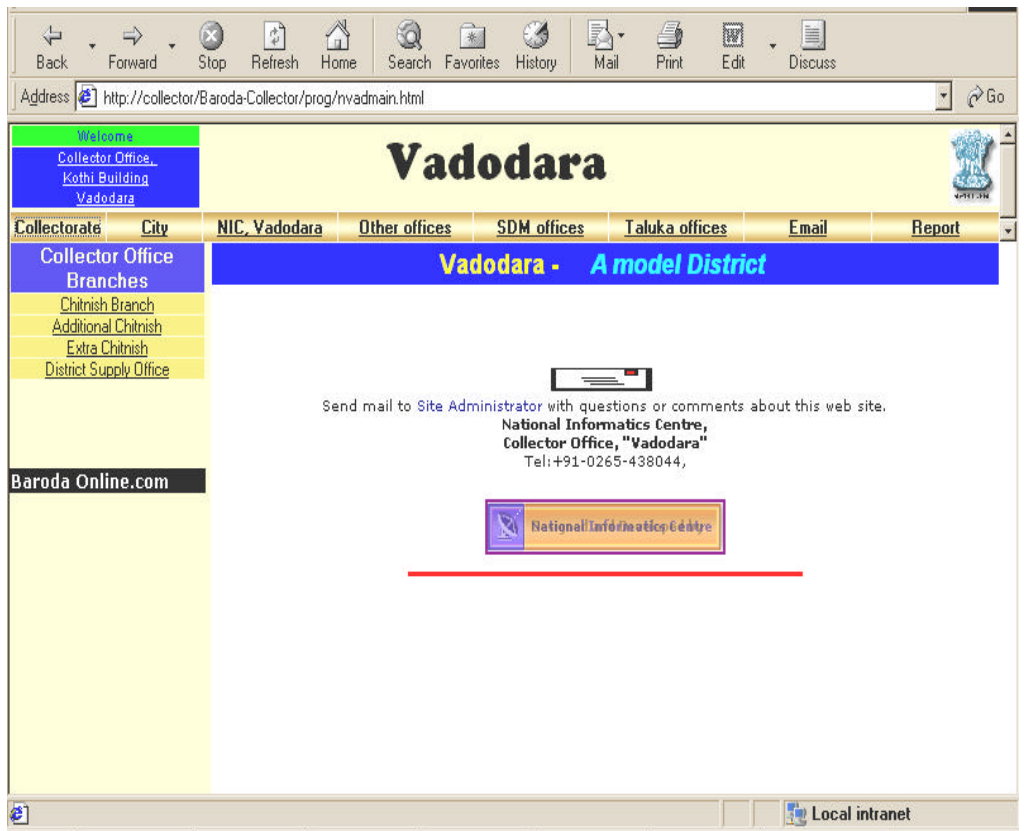 Back Forward Stop Refresh Home Search Favorites History Mail Print Edit Discuss
Address http://collector/Baroda-Collector/prog/nvadmain.html Go
Welcome
Collector Office,
Kothi Building
Vadodara
Vadodara
Collectorate City NIC, Vadodara Other offices SDM offices Taluka offices Email Report
Collector Office
Branches
Chitnish Branch
Additional Chitnish
Extra Chitnish
District Supply Office
Baroda Online.com
Vadodara - A model District
Send mail to Site Administrator with questions or comments about this web site.
National Informatics Centre,
Collector Office, "Vadodara"
Tel:+91-0265-438044,
National Informatics Centre
Local intranet